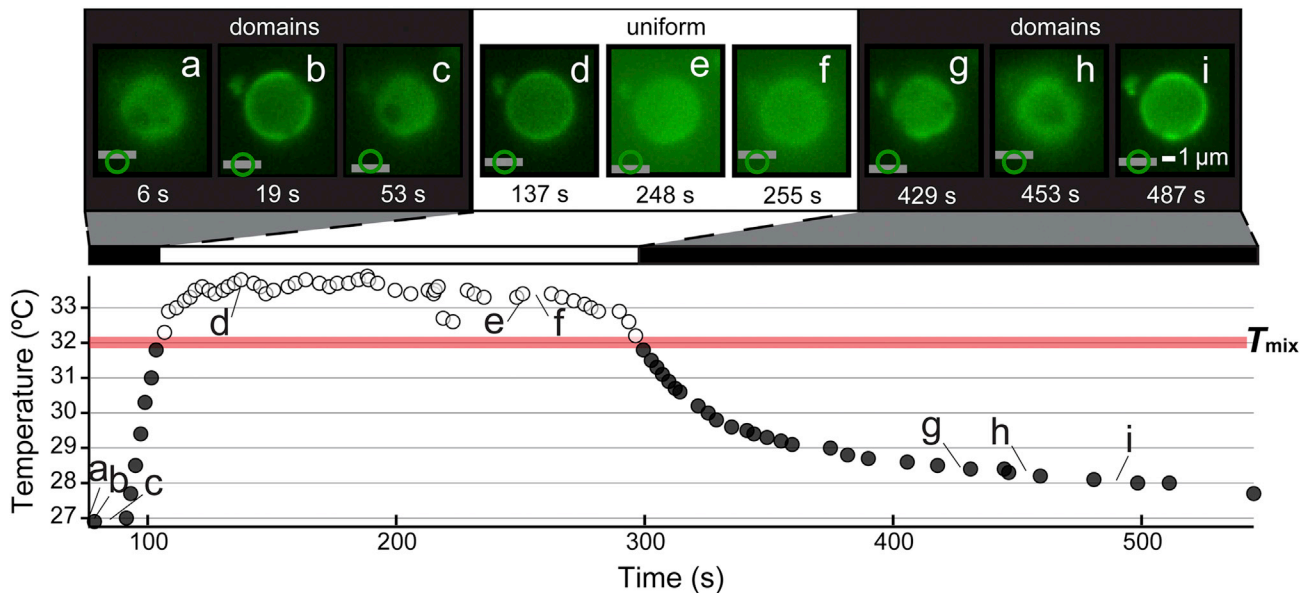 domains
uniform
domains
a b c d e f g h i
1 µm
6 s 19 s 53 s 137 s 248 s 255 s 429 s 453 s 487 s
Temperature (ºC)
33
32
31
30
29
28
27
a b c d e f g h i
Tmix
100 200 300 400 500
Time (s)